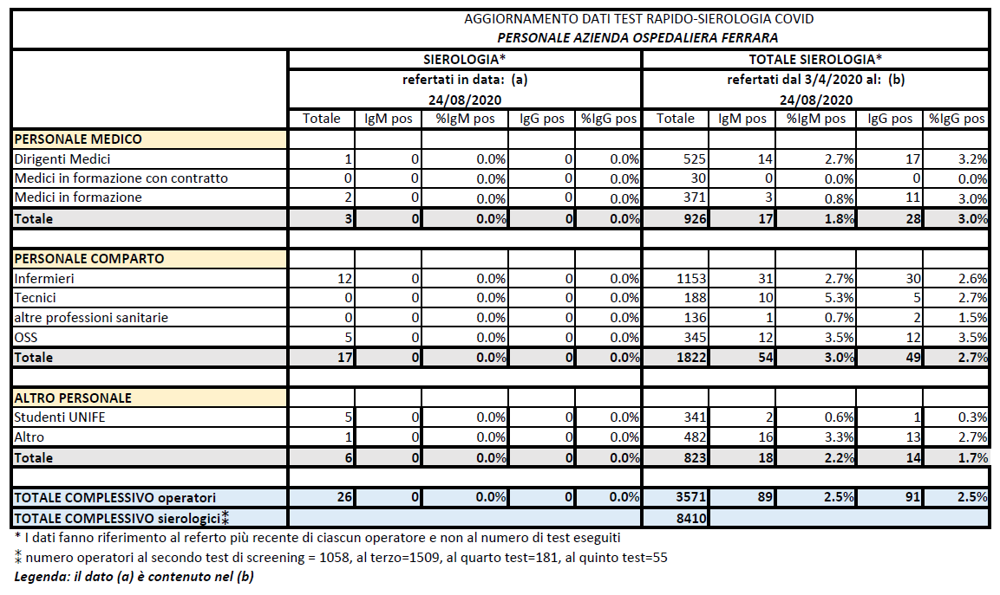 AGGIORNAMENTO DATI TEST RAPIDO-SIEROLOGIA COVID
PERSONALE AZIENDA OSPEDALIERA FERRARA
SIEROLOGIA* TOTALE SIEROLOGIA*
refertati in data: (a) refertati dal 3/4/2020 al: (b)
24/08/2020 24/08/2020
Totale IgM pos %IgM pos IgG pos %IgG pos Totale IgM pos %IgM pos IgG pos %IgG pos
PERSONALE MEDICO
Dirigenti Medici 1 0 0.0% 0 0.0% 525 14 2.7% 17 3.2%
Medici in formazione con contratto 0 0 0.0% 0 0.0% 30 0 0.0% 0 0.0%
Medici in formazione 2 0 0.0% 0 0.0% 371 3 0.8% 11 3.0%
Totale 3 0 0.0% 0 0.0% 926 17 1.8% 28 3.0%
PERSONALE COMPARTO
Infermieri 12 0 0.0% 0 0.0% 1153 31 2.7% 30 2.6%
Tecnici 0 0 0.0% 0 0.0% 188 10 5.3% 5 2.7%
altre professioni sanitarie 0 0 0.0% 0 0.0% 136 1 0.7% 2 1.5%
OSS 5 0 0.0% 0 0.0% 345 12 3.5% 12 3.5%
Totale 17 0 0.0% 0 0.0% 1822 54 3.0% 49 2.7%
ALTRO PERSONALE
Studenti UNIFE 5 0 0.0% 0 0.0% 341 2 0.6% 1 0.3%
Altro 1 0 0.0% 0 0.0% 482 16 3.3% 13 2.7%
Totale 6 0 0.0% 0 0.0% 823 18 2.2% 14 1.7%
TOTALE COMPLESSIVO operatori 26 0 0.0% 0 0.0% 3571 89 2.5% 91 2.5%
TOTALE COMPLESSIVO sierologici⁑ 8410
* I dati fanno riferimento al referto più recente di ciascun operatore e non al numero di test eseguiti
⁑ numero operatori al secondo test di screening = 1058, al terzo=1509, al quarto test=181, al quinto test=55
Legenda: il dato (a) è contenuto nel (b)